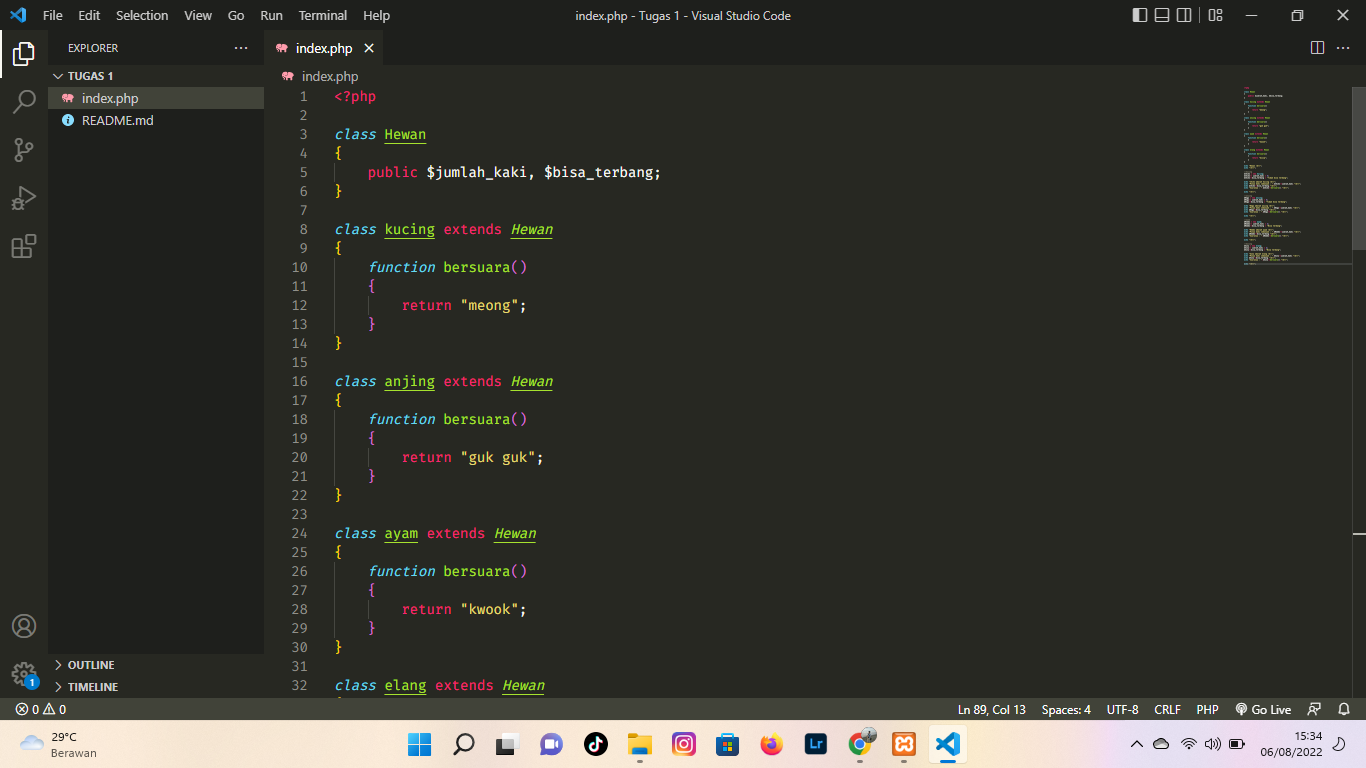 File Edit Selection View Go Run Terminal Help index.php - Tugas 1 - Visual Studio Code
EXPLORER ···
index.php
TUGAS 1
index.php
README.md
index.php
1 <?php
2
3 class Hewan
4 {
5 public $jumlah_kaki, $bisa_terbang;
6 }
7
8 class kucing extends Hewan
9 {
10 function bersuara()
11 {
12 return "meong";
13 }
14 }
15
16 class anjing extends Hewan
17 {
18 function bersuara()
19 {
20 return "guk guk";
21 }
22 }
23
24 class ayam extends Hewan
25 {
26 function bersuara()
27 {
28 return "kwook";
29 }
30 }
31
32 class elang extends Hewan
OUTLINE
TIMELINE
1
0 0 Ln 89, Col 13 Spaces: 4 UTF-8 CRLF PHP Go Live
29°C
Berawan
Lr
15:34
06/08/2022